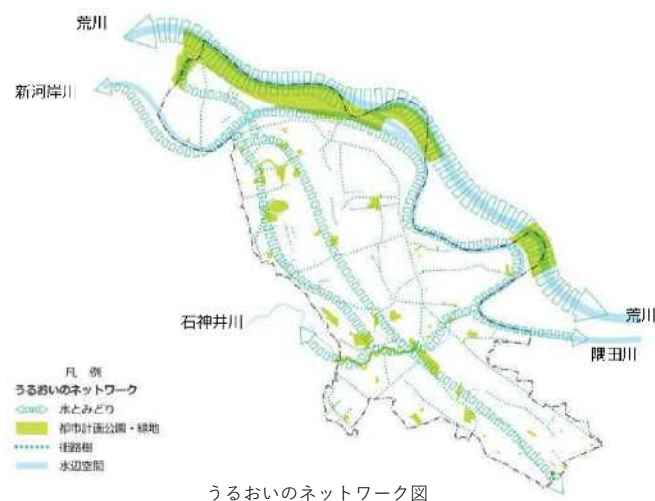 荒川
新河岸川
石神井川
荒川
隅田川
凡 例
うるおいのネットワーク
水とみどり
都市計画公園・緑地
街路樹
水辺空間
うるおいのネットワーク図